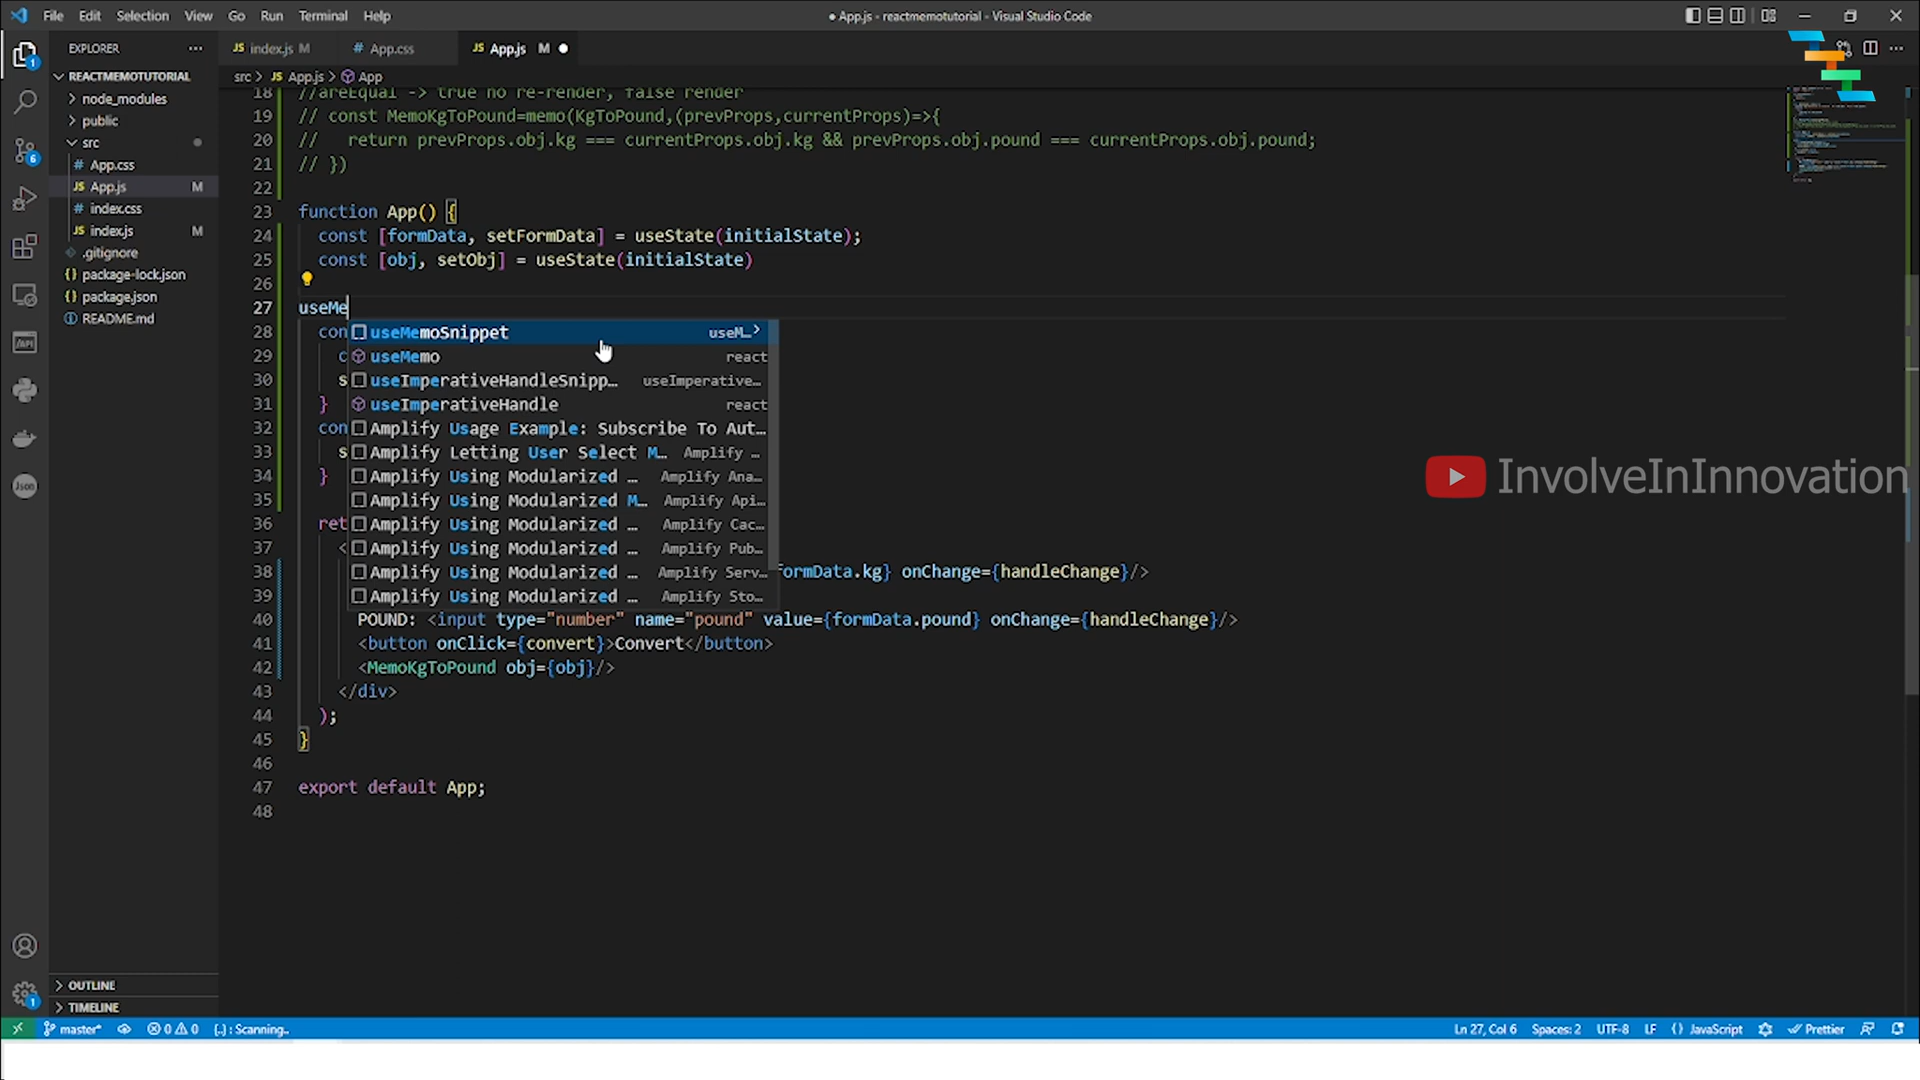 File Edit Selection View Go Run Terminal Help
● App.js - reactmemotutorial - Visual Studio Code
EXPLORER ···
JS index.js M # App.css JS App.js M ●
REACTMEMOTUTORIAL
src > JS App.js > App
node_modules
public
src
# App.css
JS App.js M
# index.css
JS index.js M
.gitignore
{} package-lock.json
{} package.json
README.md
18 //areEqual -> true no re-render, false render
19 // const MemoKgToPound=memo(KgToPound,(prevProps,currentProps)=>{
20 // return prevProps.obj.kg === currentProps.obj.kg && prevProps.obj.pound === currentProps.obj.pound;
21 // })
22
23 function App() {
24 const [formData, setFormData] = useState(initialState);
25 const [obj, setObj] = useState(initialState)
26
27 useMe
28 con useMemoSnippet useM… >
29 c useMemo react
30 s useImperativeHandleSnipp… useImperative…
31 } useImperativeHandle react
32 con Amplify Usage Example: Subscribe To Aut…
33 s Amplify Letting User Select M… Amplify …
34 } Amplify Using Modularized … Amplify Ana…
35 Amplify Using Modularized M… Amplify Api…
36 ret Amplify Using Modularized … Amplify Cac…
37 < Amplify Using Modularized … Amplify Pub…
38 Amplify Using Modularized … Amplify Serv… formData.kg} onChange={handleChange}/>
39 Amplify Using Modularized … Amplify Sto…
40 POUND: <input type="number" name="pound" value={formData.pound} onChange={handleChange}/>
41 <button onClick={convert}>Convert</button>
42 <MemoKgToPound obj={obj}/>
43 </div>
44 );
45 }
46
47 export default App;
48
InvolveInInnovation
1
6
Json
OUTLINE
TIMELINE
1
master* 0 0 {..} : Scanning.. Ln 27, Col 6 Spaces: 2 UTF-8 LF {} JavaScript Prettier